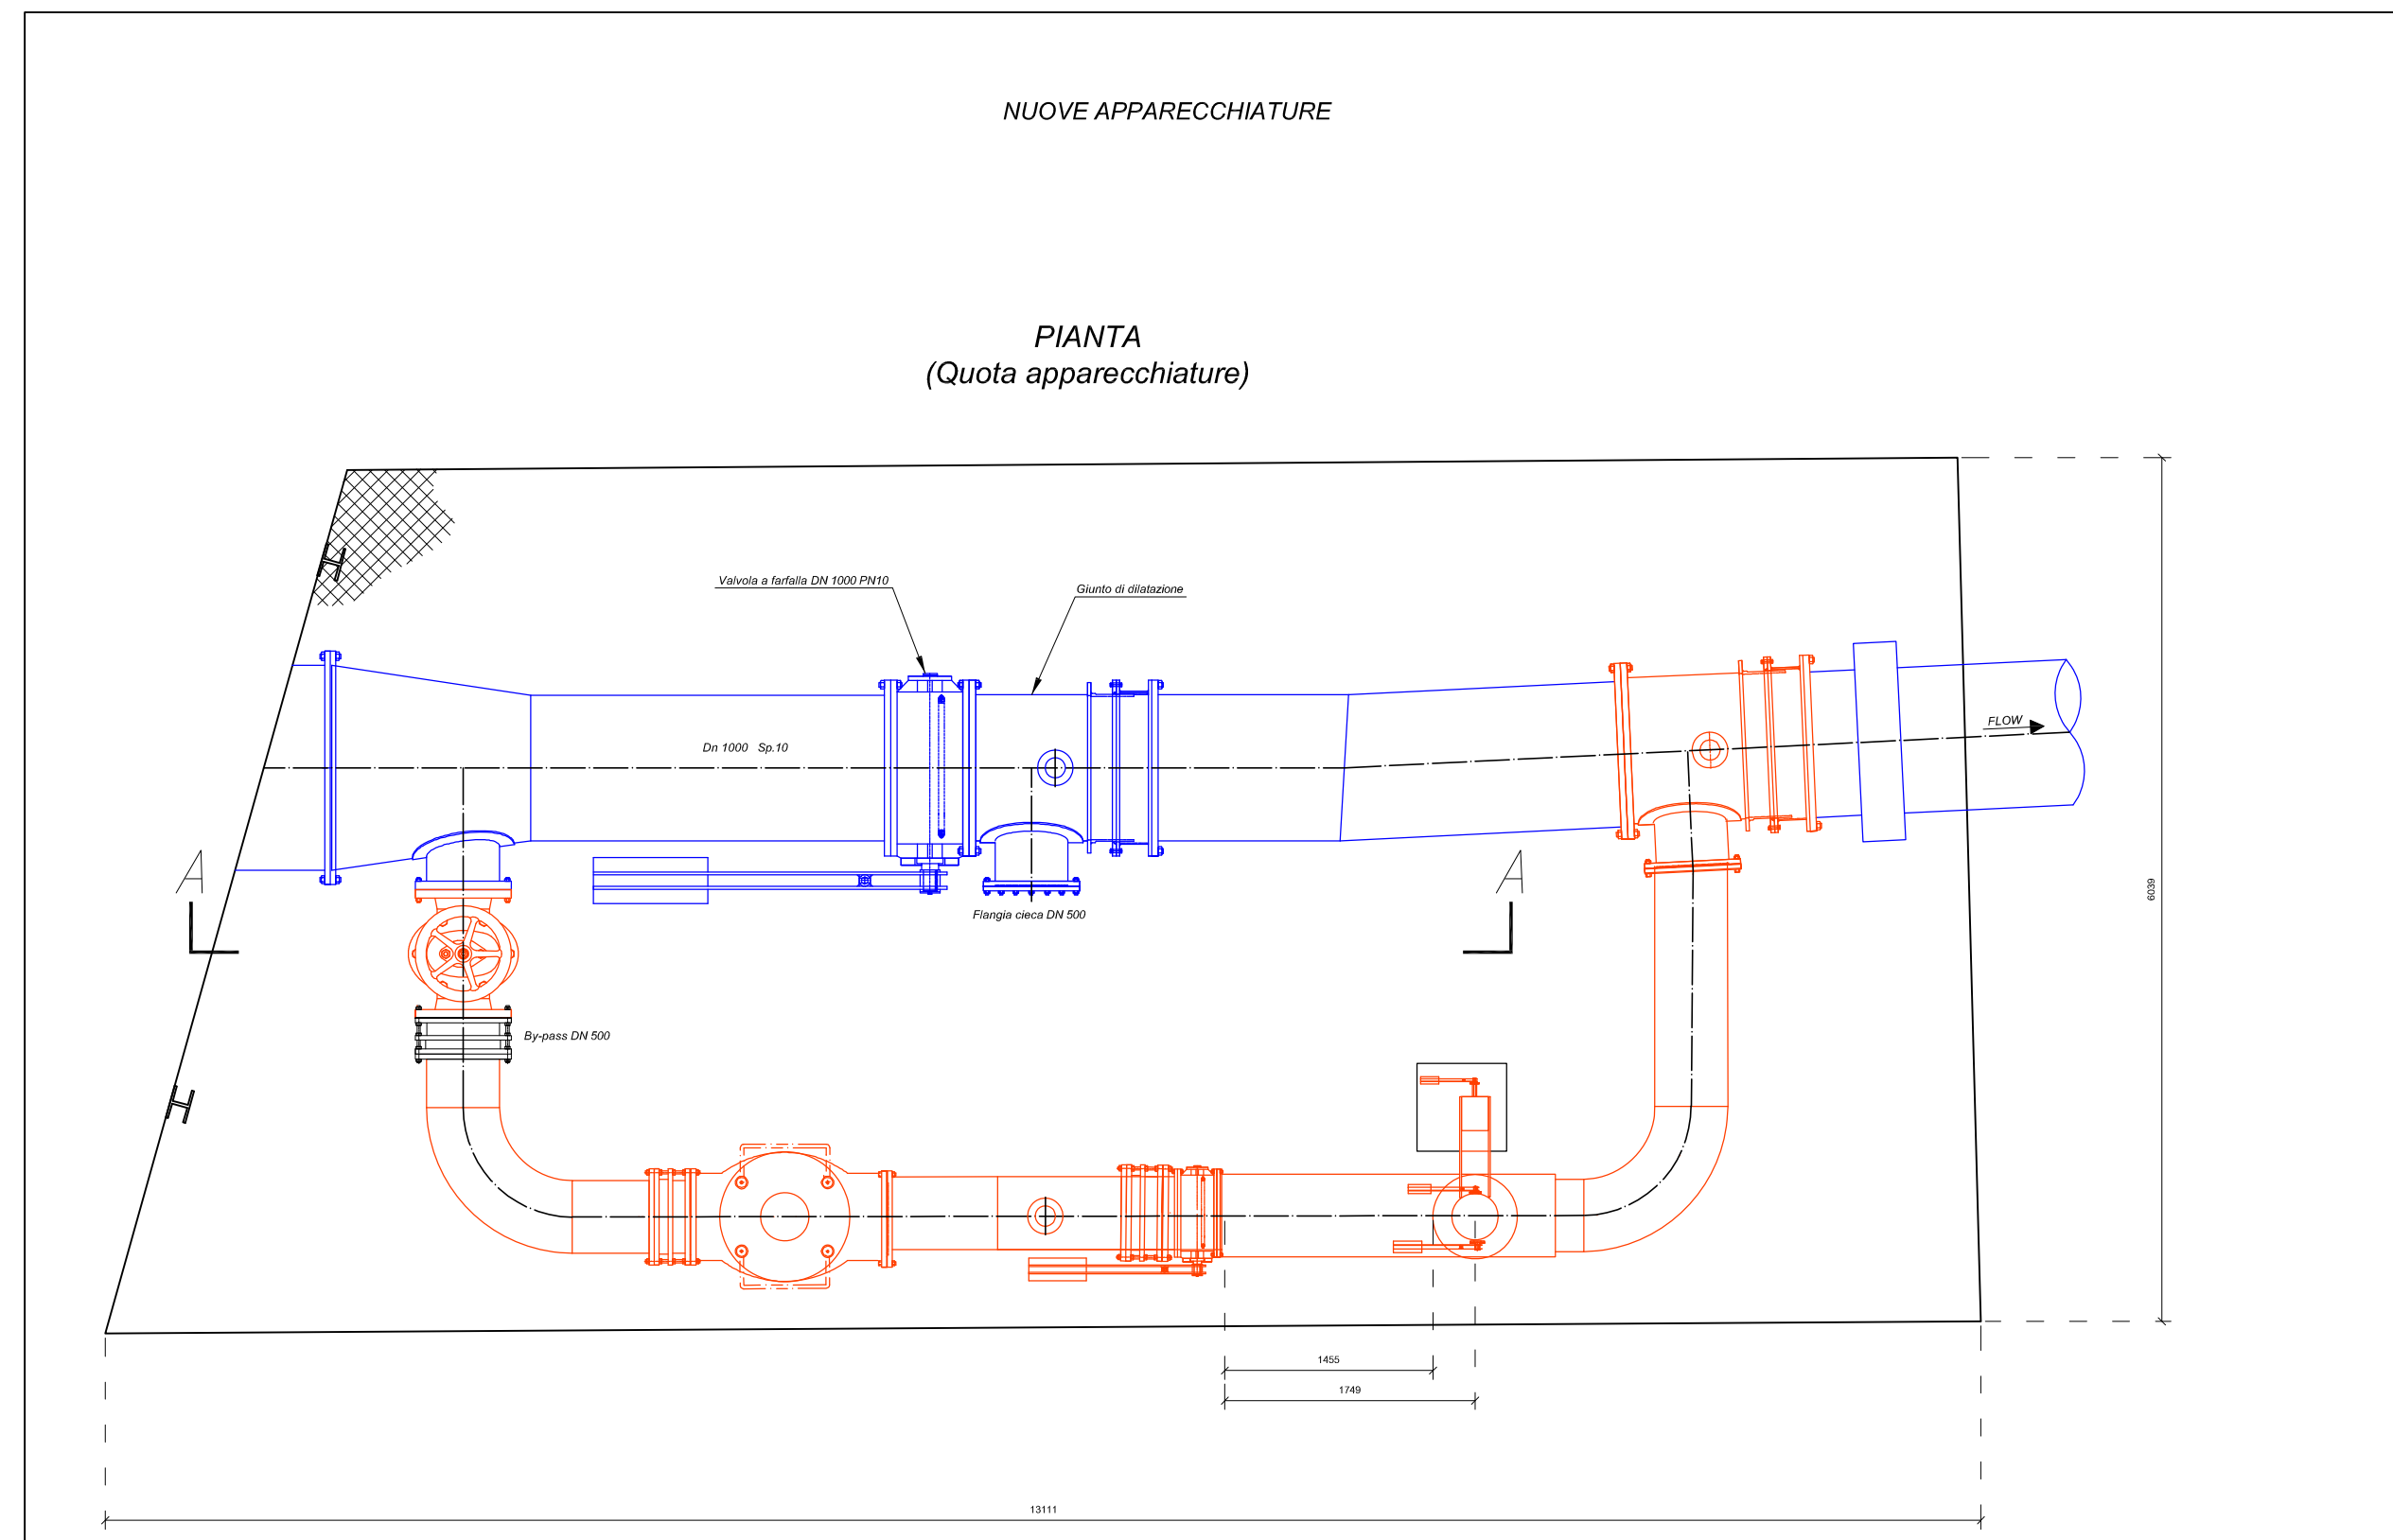 NUOVE APPARECCHIATURE
PIANTA
(Quota apparecchiature)
Valvola a farfalla DN 1000 PN10
Giunto di dilatazione
FLOW
Dn 1000 Sp.10
A
A
6039
Flangia cieca DN 500
By-pass DN 500
1455
1749
13111